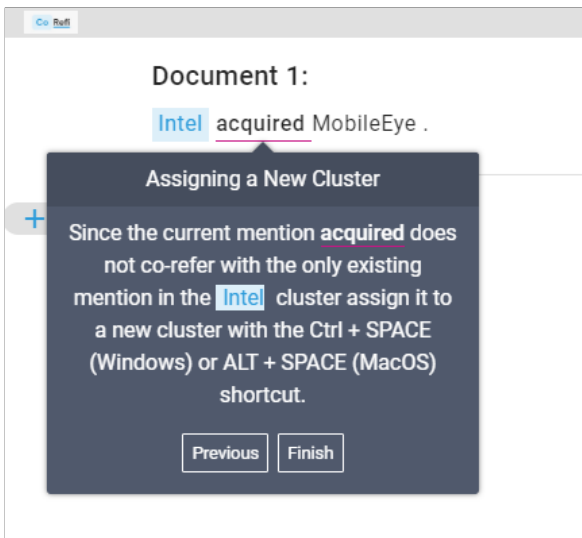 Co Refi
Document 1:
Intel acquired MobileEye .
Assigning a New Cluster
+
Since the current mention acquired does
not co-refer with the only existing
mention in the Intel cluster assign it to
a new cluster with the Ctrl + SPACE
(Windows) or ALT + SPACE (MacOS)
shortcut.
Previous Finish